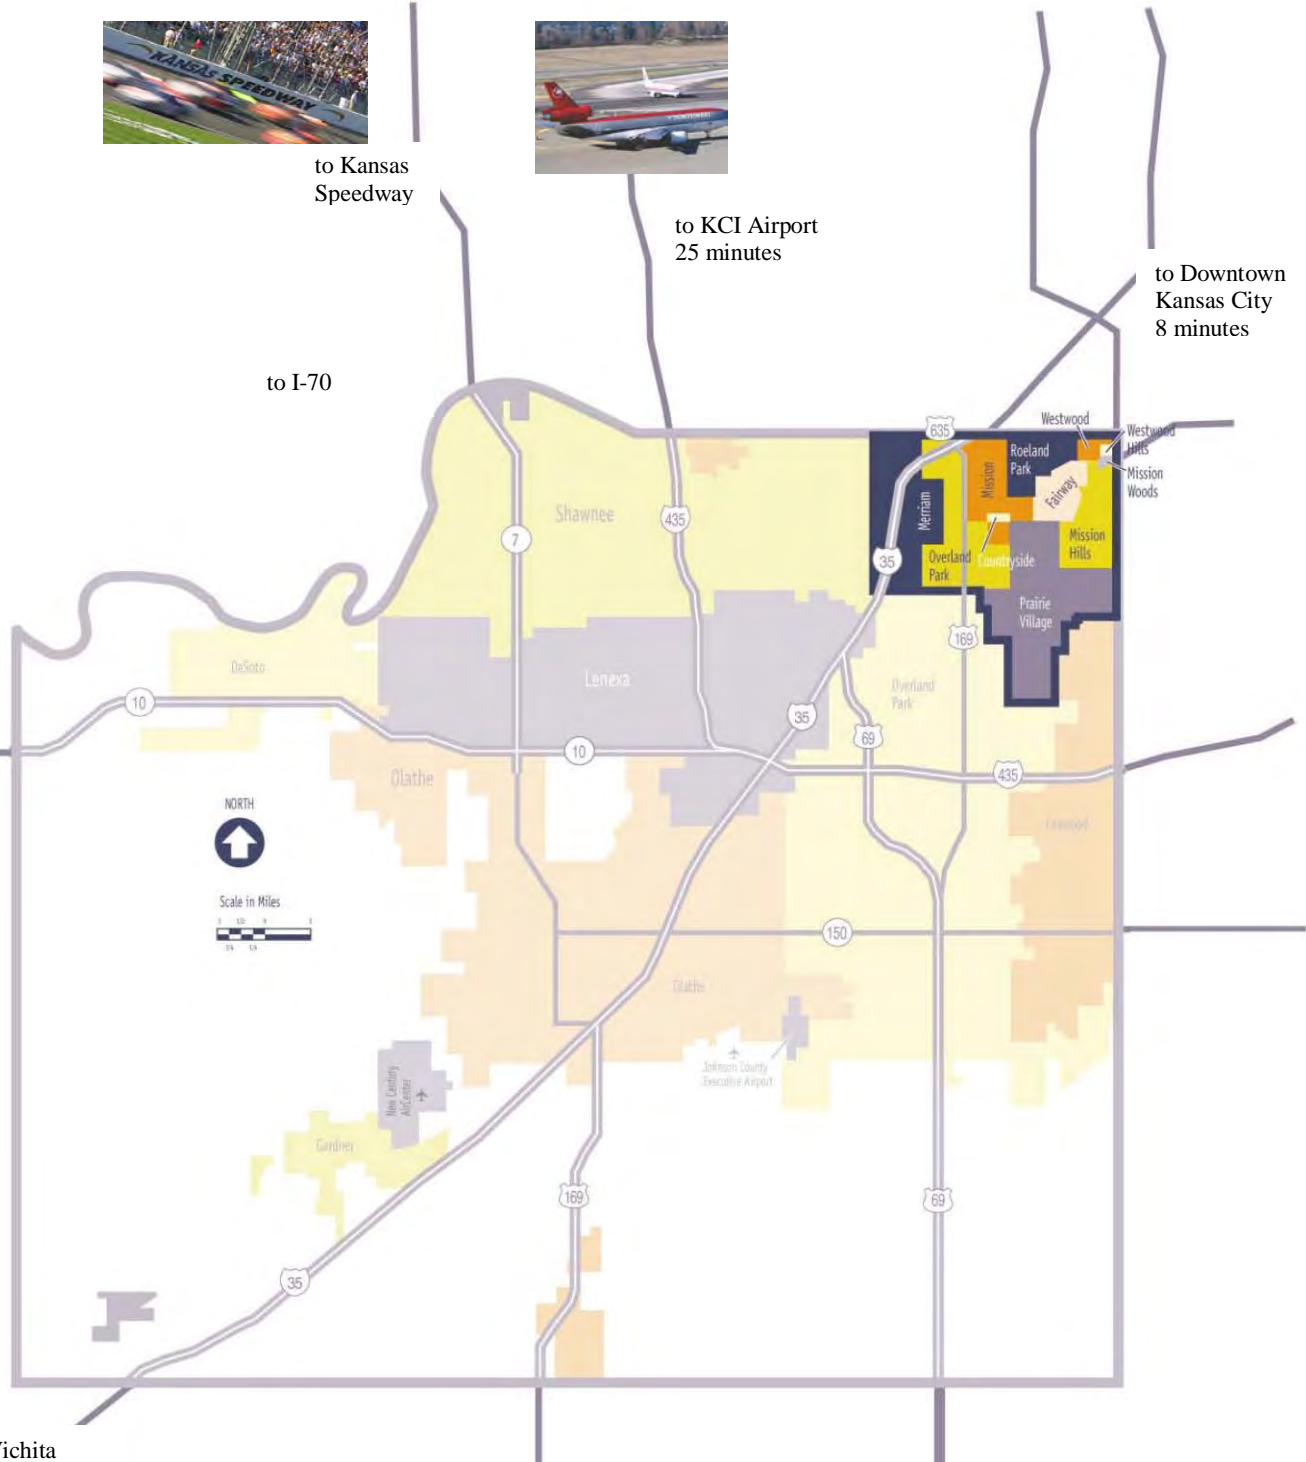 KANSAS SPEEDWAY
to Kansas
Speedway
to KCI Airport
25 minutes
to Downtown
Kansas City
8 minutes
to I-70
635
Westwood
Westwood
Hills
Mission
Woods
Roeland
Park
Mission
Fairway
Merriam
Mission
Hills
Overland
Park
Countryside
Prairie
Village
Shawnee
435
7
35
169
DeSoto
Lenexa
Overland
Park
10
35
69
10
435
Olathe
NORTH
Leawood
Scale in Miles
150
Olathe
Johnson County
Executive Airport
New Century
AirCenter
Gardner
169
69
35